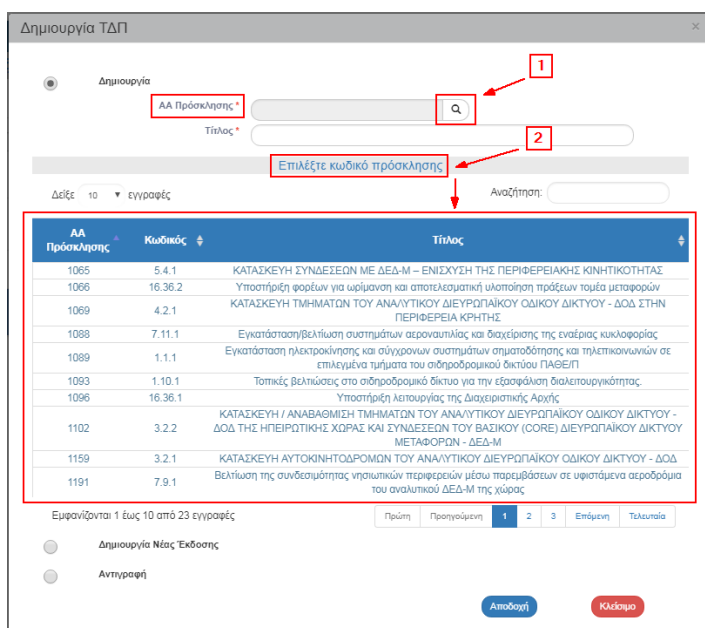 Δημιουργία ΤΔΠ ×
1
Δημιουργία
ΑΑ Πρόσκλησης *
Τίτλος *
2
Επιλέξτε κωδικό πρόσκλησης
Δείξε 10 εγγραφές Αναζήτηση:
ΑΑ Πρόσκλησης Κωδικός Τίτλος
1065 5.4.1 ΚΑΤΑΣΚΕΥΗ ΣΥΝΔΕΣΕΩΝ ΜΕ ΔΕΔ-Μ – ΕΝΙΣΧΥΣΗ ΤΗΣ ΠΕΡΙΦΕΡΕΙΑΚΗΣ ΚΙΝΗΤΙΚΟΤΗΤΑΣ
1066 16.36.2 Υποστήριξη φορέων για ωρίμανση και αποτελεσματική υλοποίηση πράξεων τομέα μεταφορών
1069 4.2.1 ΚΑΤΑΣΚΕΥΗ ΤΜΗΜΑΤΩΝ ΤΟΥ ΑΝΑΛΥΤΙΚΟΥ ΔΙΕΥΡΩΠΑΪΚΟΥ ΟΔΙΚΟΥ ΔΙΚΤΥΟΥ - ΔΟΔ ΣΤΗΝ
ΠΕΡΙΦΕΡΕΙΑ ΚΡΗΤΗΣ
1088 7.11.1 Εγκατάσταση/βελτίωση συστημάτων αεροναυτιλίας και διαχείρισης της εναέριας κυκλοφορίας
1089 1.1.1 Εγκατάσταση ηλεκτροκίνησης και σύγχρονων συστημάτων σηματοδότησης και τηλεπικοινωνιών σε
επιλεγμένα τμήματα του σιδηροδρομικού δικτύου ΠΑΘΕ/Π
1093 1.10.1 Τοπικές βελτιώσεις στο σιδηροδρομικό δίκτυο για την εξασφάλιση διαλειτουργικότητας.
1096 16.36.1 Υποστήριξη λειτουργίας της Διαχειριστικής Αρχής
1102 3.2.2 ΚΑΤΑΣΚΕΥΗ / ΑΝΑΒΑΘΜΙΣΗ ΤΜΗΜΑΤΩΝ ΤΟΥ ΑΝΑΛΥΤΙΚΟΥ ΔΙΕΥΡΩΠΑΪΚΟΥ ΟΔΙΚΟΥ ΔΙΚΤΥΟΥ -
ΔΟΔ ΤΗΣ ΗΠΕΙΡΩΤΙΚΗΣ ΧΩΡΑΣ ΚΑΙ ΣΥΝΔΕΣΕΩΝ ΤΟΥ ΒΑΣΙΚΟΥ (CORE) ΔΙΕΥΡΩΠΑΪΚΟΥ ΔΙΚΤΥΟΥ
ΜΕΤΑΦΟΡΩΝ - ΔΕΔ-Μ
1159 3.2.1 ΚΑΤΑΣΚΕΥΗ ΑΥΤΟΚΙΝΗΤΟΔΡΟΜΩΝ ΤΟΥ ΑΝΑΛΥΤΙΚΟΥ ΔΙΕΥΡΩΠΑΪΚΟΥ ΟΔΙΚΟΥ ΔΙΚΤΥΟΥ - ΔΟΔ
1191 7.9.1 Βελτίωση της συνδεσιμότητας νησιωτικών περιφερειών μέσω παρεμβάσεων σε υφιστάμενα αεροδρόμια
του αναλυτικού ΔΕΔ-Μ της χώρας
Εμφανίζονται 1 έως 10 από 23 εγγραφές Πρώτη Προηγούμενη 1 2 3 Επόμενη Τελευταία
Δημιουργία Νέας Έκδοσης
Αντιγραφή
Αποδοχή Κλείσιμο